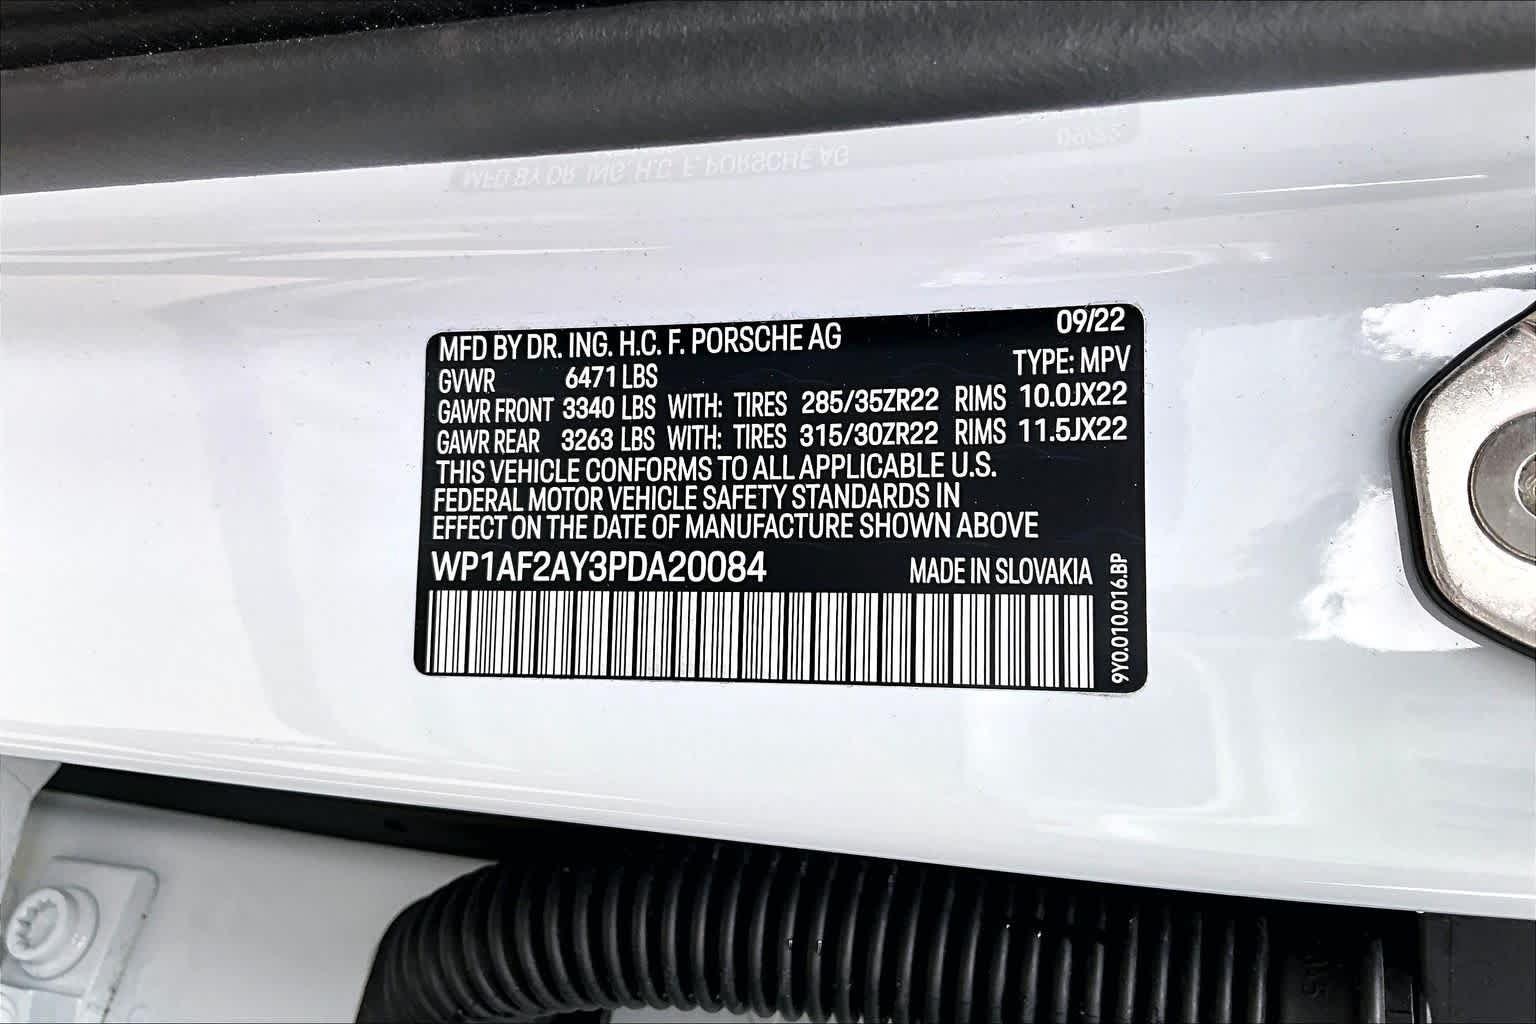 MFD BY DR. ING. H.C. F. PORSCHE AG 09/22
GVWR 6471 LBS TYPE: MPV
GAWR FRONT 3340 LBS WITH: TIRES 285/35ZR22 RIMS 10.0JX22
GAWR REAR 3263 LBS WITH: TIRES 315/30ZR22 RIMS 11.5JX22
THIS VEHICLE CONFORMS TO ALL APPLICABLE U.S.
FEDERAL MOTOR VEHICLE SAFETY STANDARDS IN
EFFECT ON THE DATE OF MANUFACTURE SHOWN ABOVE
WP1AF2AY3PDA20084 MADE IN SLOVAKIA
9Y0.010.016.BP